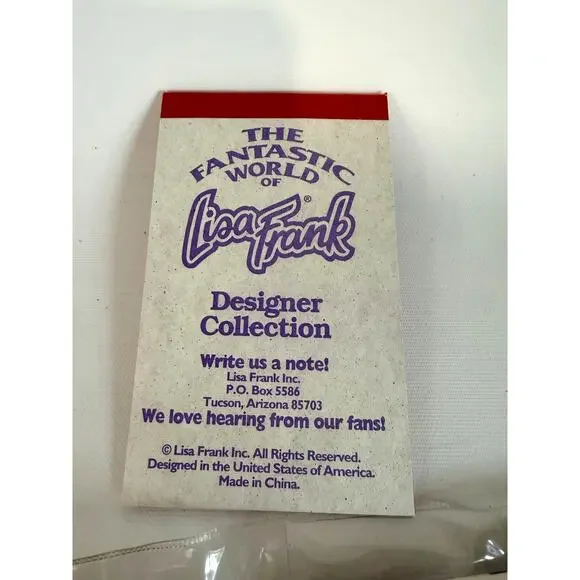 THE
FANTASTIC
WORLD
OF
Lisa Frank®
Designer
Collection
Write us a note!
Lisa Frank Inc.
P.O. Box 5586
Tucson, Arizona 85703
We love hearing from our fans!
© Lisa Frank Inc. All Rights Reserved.
Designed in the United States of America.
Made in China.